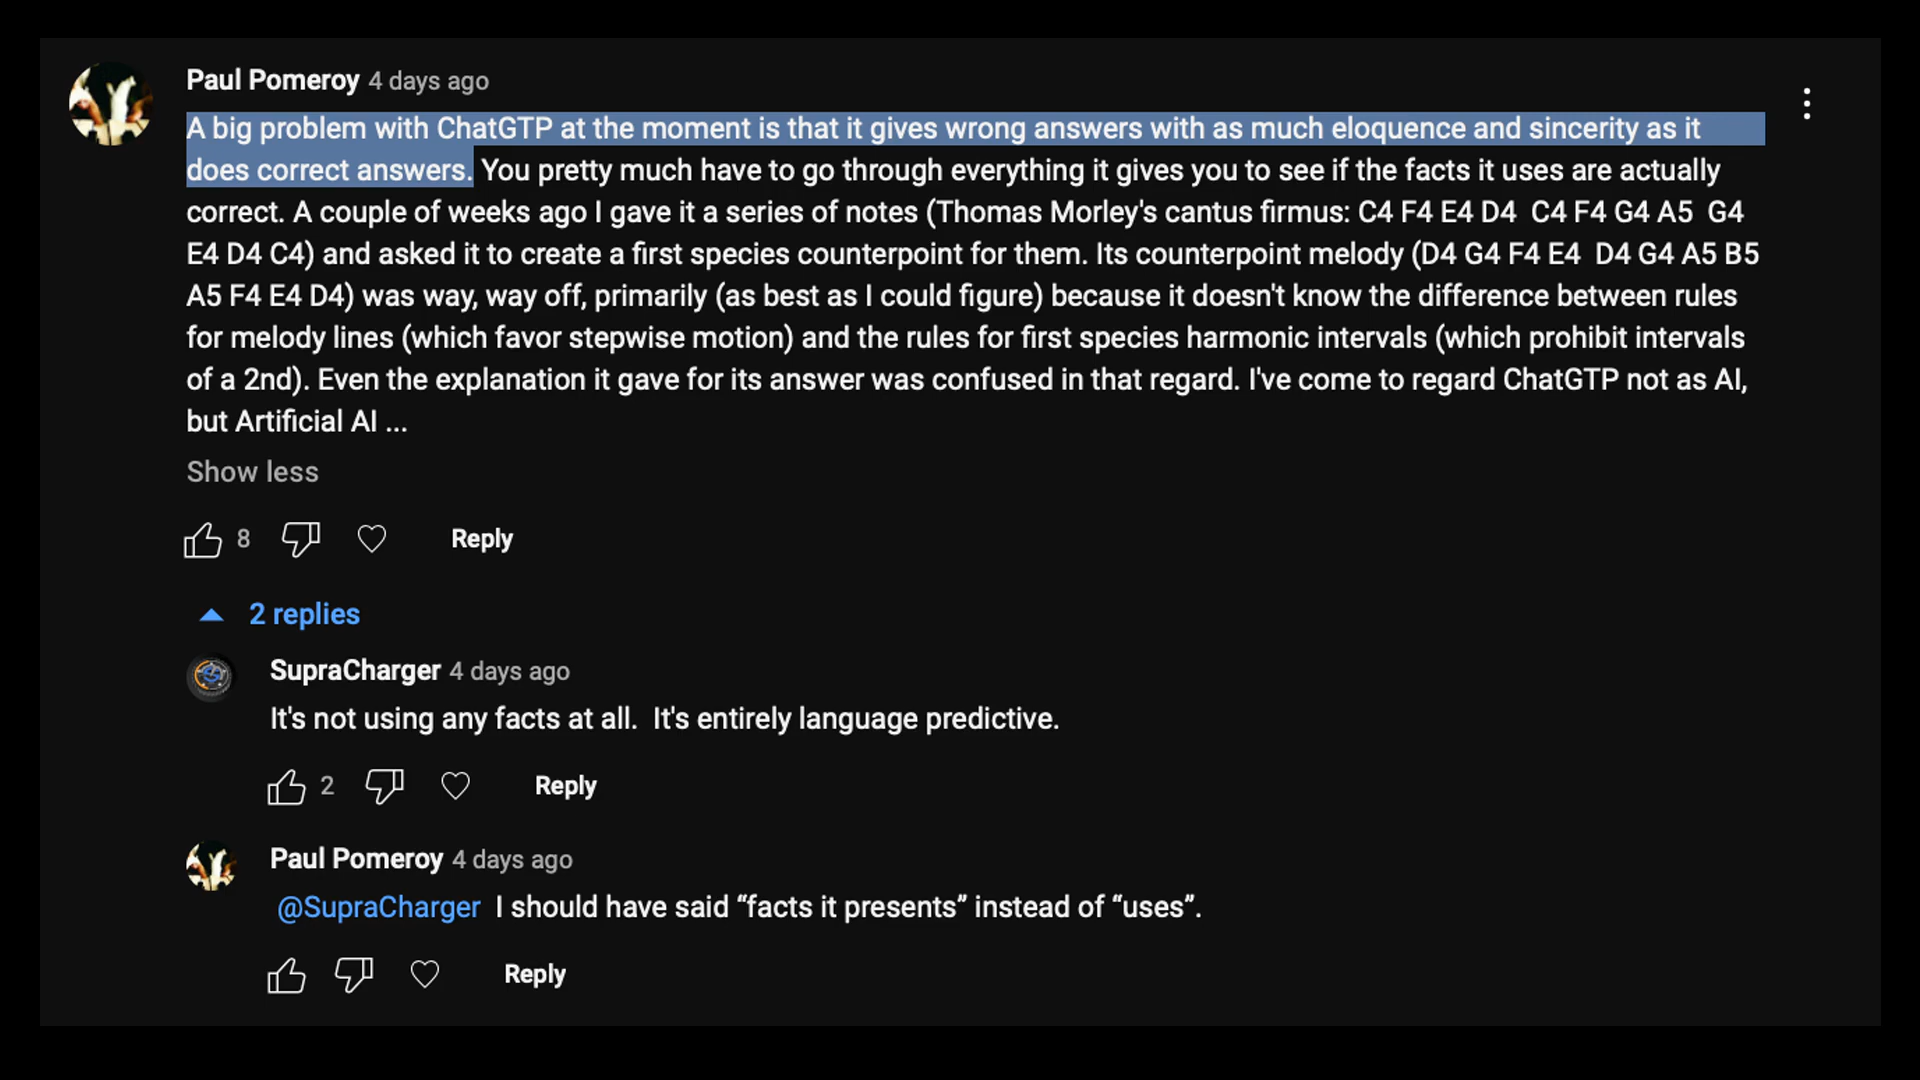 Paul Pomeroy 4 days ago
A big problem with ChatGTP at the moment is that it gives wrong answers with as much eloquence and sincerity as it
does correct answers. You pretty much have to go through everything it gives you to see if the facts it uses are actually
correct. A couple of weeks ago I gave it a series of notes (Thomas Morley's cantus firmus: C4 F4 E4 D4  C4 F4 G4 A5  G4
E4 D4 C4) and asked it to create a first species counterpoint for them. Its counterpoint melody (D4 G4 F4 E4  D4 G4 A5 B5
A5 F4 E4 D4) was way, way off, primarily (as best as I could figure) because it doesn't know the difference between rules
for melody lines (which favor stepwise motion) and the rules for first species harmonic intervals (which prohibit intervals
of a 2nd). Even the explanation it gave for its answer was confused in that regard. I've come to regard ChatGTP not as AI,
but Artificial AI ...
Show less
8 Reply
2 replies
SupraCharger 4 days ago
It's not using any facts at all.  It's entirely language predictive.
2 Reply
Paul Pomeroy 4 days ago
@SupraCharger I should have said “facts it presents” instead of “uses”.
Reply